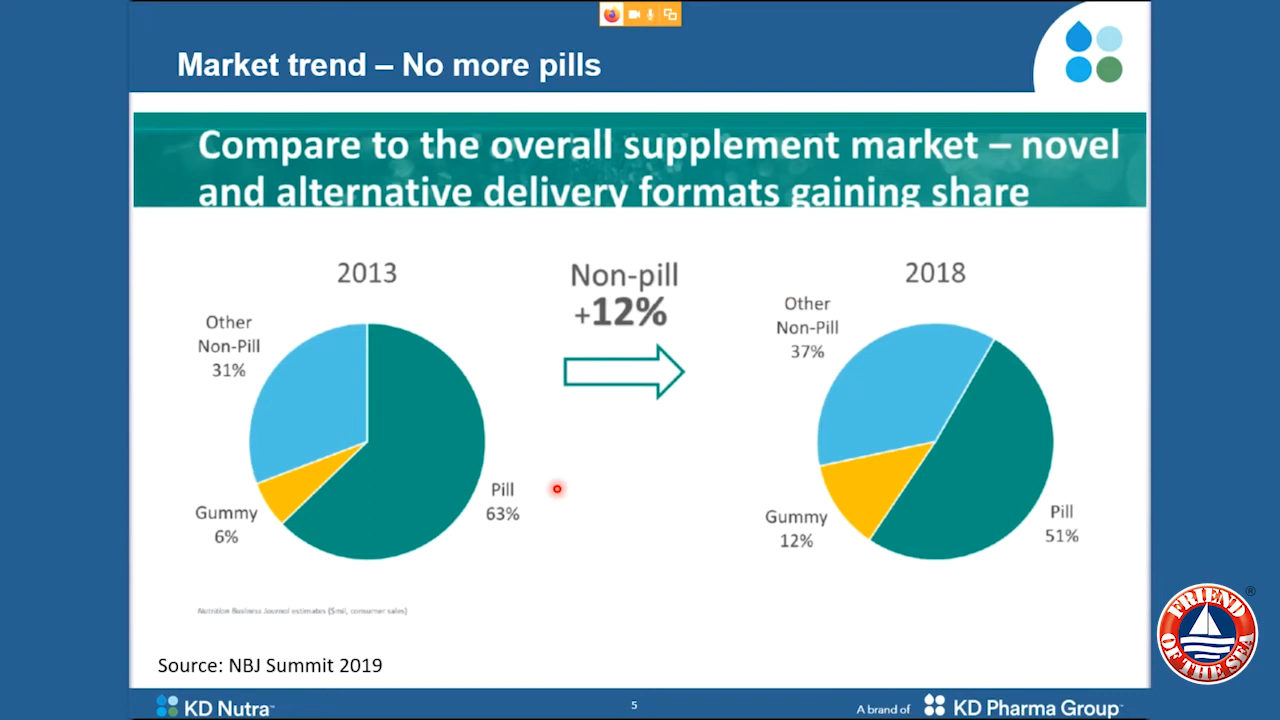 Market trend – No more pills
Compare to the overall supplement market – novel
and alternative delivery formats gaining share
2013
Non-pill
+12%
2018
Other
Non-Pill
31%
Other
Non-Pill
37%
Pill
63%
Gummy
6%
Gummy
12%
Pill
51%
Nutrition Business Journal estimates ($mil, consumer sales)
Source: NBJ Summit 2019
FRIEND
OF THE SEA
®
KD Nutra™
5
A brand of
KD Pharma Group™